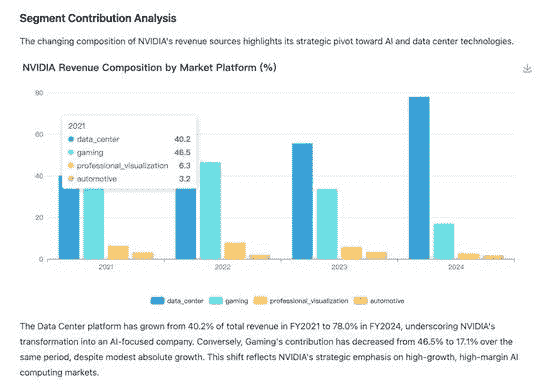 Segment Contribution Analysis
The changing composition of NVIDIA's revenue sources highlights its strategic pivot toward AI and data center technologies.
NVIDIA Revenue Composition by Market Platform (%)
80
60
40
20
0
2021
data_center 40.2
gaming 46.5
professional_visualization 6.3
automotive 3.2
2021 2022 2023 2024
data_center gaming professional_visualization automotive
The Data Center platform has grown from 40.2% of total revenue in FY2021 to 78.0% in FY2024, underscoring NVIDIA's
transformation into an AI-focused company. Conversely, Gaming's contribution has decreased from 46.5% to 17.1% over the
same period, despite modest absolute growth. This shift reflects NVIDIA's strategic emphasis on high-growth, high-margin AI
computing markets.